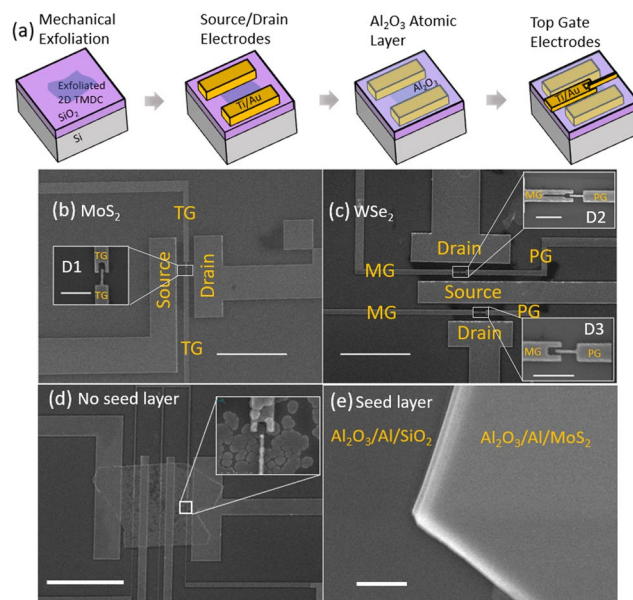 (a)
Mechanical
Exfoliation
Source/Drain
Electrodes
Al₂O₃ Atomic
Layer
Top Gate
Electrodes
Exfoliated
2D TMDC
SiO₂
Si
Ti/Au
Al₂O₃
Ti/Au
(b) MoS₂
TG
D1
TG
TG
Source
Drain
TG
(c) WSe₂
MG
PG
D2
Drain
MG
PG
Source
MG
PG
Drain
D3
MG
PG
(d) No seed layer
(e) Seed layer
Al₂O₃/Al/SiO₂
Al₂O₃/Al/MoS₂